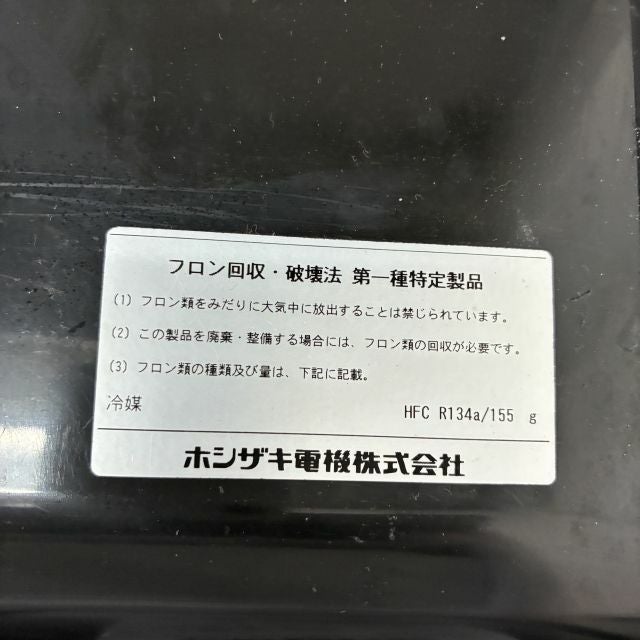 フロン回収・破壊法 第一種特定製品
(1) フロン類をみだりに大気中に放出することは禁じられています。
(2) この製品を廃棄・整備する場合には、フロン類の回収が必要です。
(3) フロン類の種類及び量は、下記に記載。
冷媒 HFC R134a/155 g
ホシザキ電機株式会社